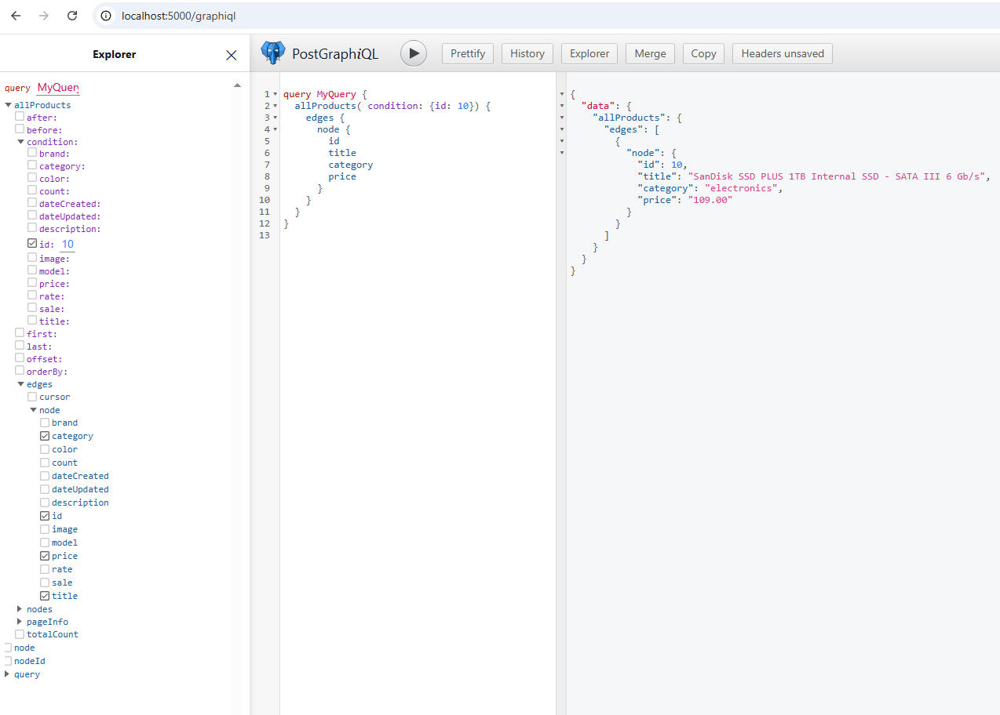 localhost:5000/graphiql
Explorer
PostGraphiQL
Prettify
History
Explorer
Merge
Copy
Headers unsaved
query MyQuery
allProducts
after:
before:
condition:
brand:
category:
color:
count:
dateCreated:
dateUpdated:
description:
id: 10
image:
model:
price:
rate:
sale:
title:
first:
last:
offset:
orderBy:
edges
cursor
node
brand
category
color
count
dateCreated
dateUpdated
description
id
image
model
price
rate
sale
title
nodes
pageInfo
totalCount
node
nodeId
query
1 query MyQuery {
2 allProducts( condition: {id: 10}) {
3 edges {
4 node {
5 id
6 title
7 category
8 price
9 }
10 }
11 }
12 }
13
{
"data": {
"allProducts": {
"edges": [
{
"node": {
"id": 10,
"title": "SanDisk SSD PLUS 1TB Internal SSD - SATA III 6 Gb/s",
"category": "electronics",
"price": "109.00"
}
}
]
}
}
}